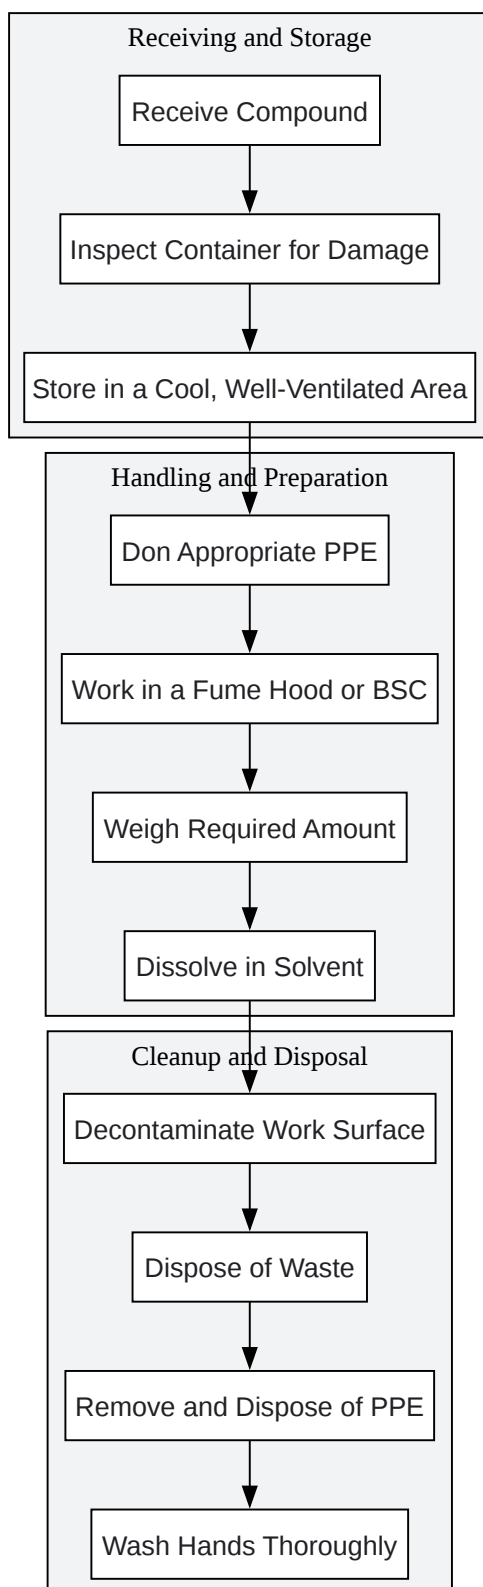 Receiving and Storage
Receive Compound
Inspect Container for Damage
Store in a Cool, Well-Ventilated Area
Handling and Preparation
Don Appropriate PPE
Work in a Fume Hood or BSC
Weigh Required Amount
Dissolve in Solvent
Cleanup and Disposal
Decontaminate Work Surface
Dispose of Waste
Remove and Dispose of PPE
Wash Hands Thoroughly